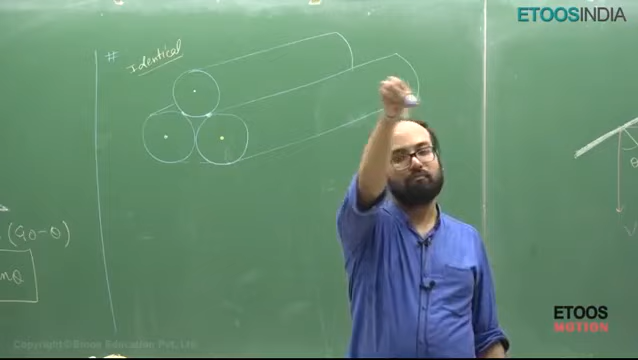 ETOOSINDIA
# Identical
(90-θ)
θ
ETOOS
MOTION
Copyright © Etoos Education Pvt. Ltd.